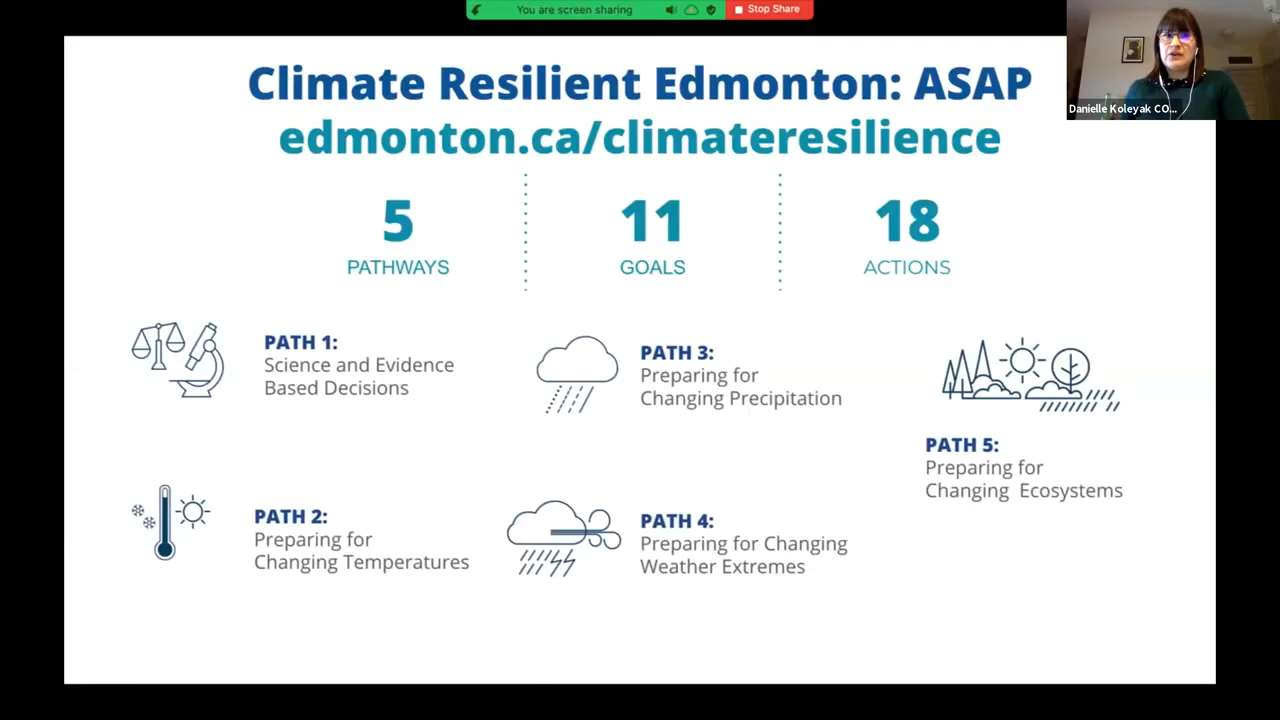 You are screen sharing
Stop Share
Danielle Koleyak CO...
Climate Resilient Edmonton: ASAP
edmonton.ca/climateresilience
5
PATHWAYS
11
GOALS
18
ACTIONS
PATH 1:
Science and Evidence
Based Decisions
PATH 2:
Preparing for
Changing Temperatures
PATH 3:
Preparing for
Changing Precipitation
PATH 4:
Preparing for Changing
Weather Extremes
PATH 5:
Preparing for
Changing Ecosystems